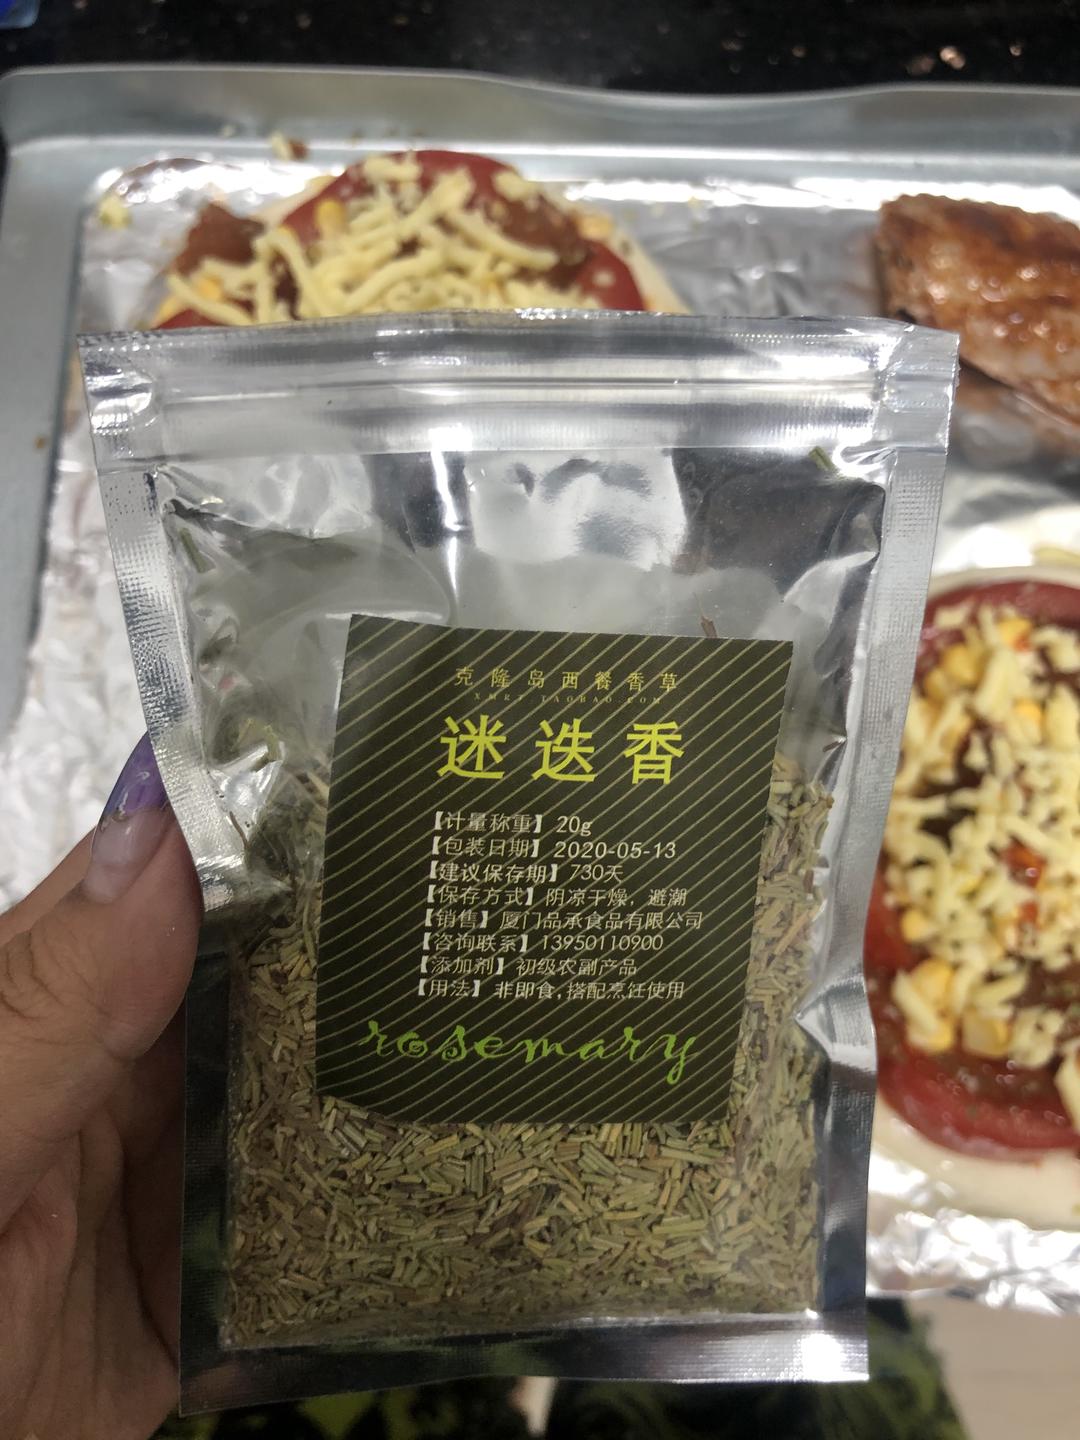 克隆岛西餐香草
XMKT.TAOBAO.COM
迷迭香
【计量称重】20g
【包装日期】2020-05-13
【建议保存期】730天
【保存方式】阴凉干燥，避潮
【销售】厦门品承食品有限公司
【咨询联系】13950110900
【添加剂】初级农副产品
【用法】非即食,搭配烹饪使用
rosemary